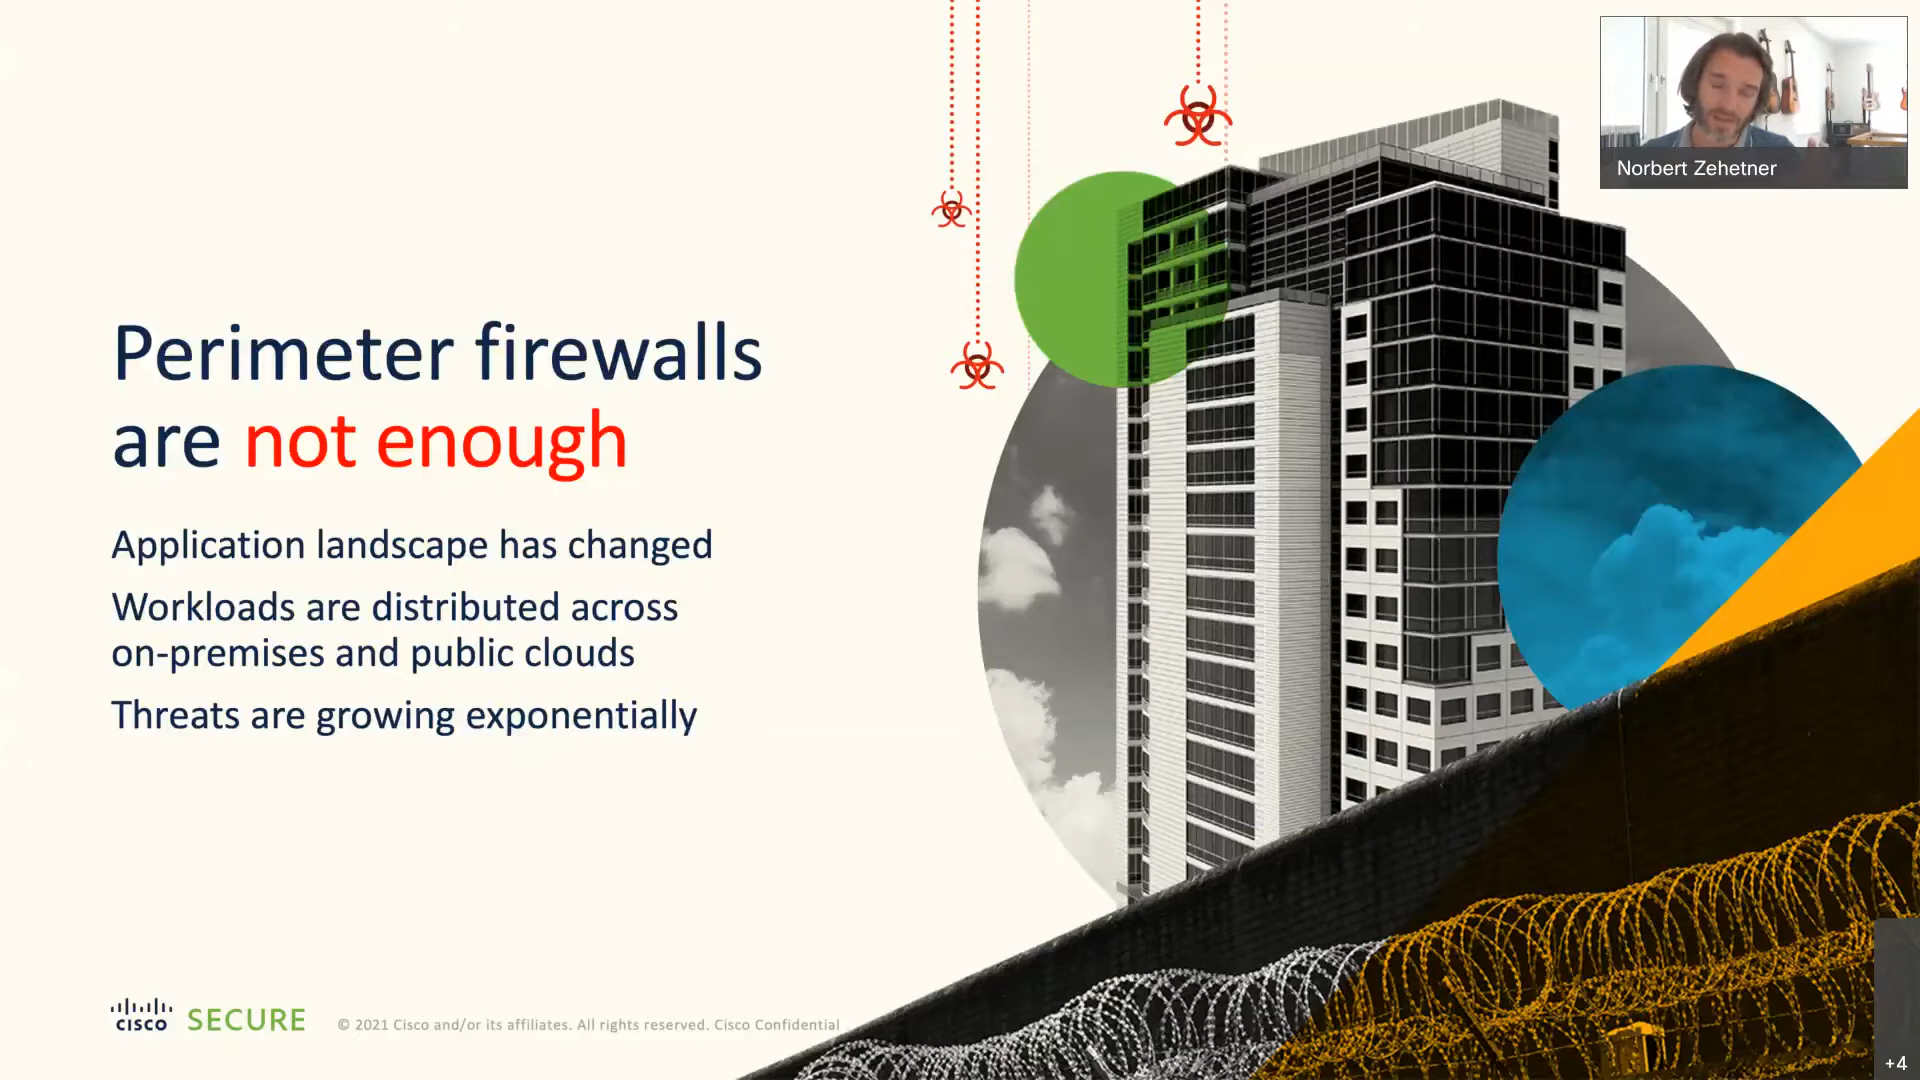 Norbert Zehetner
Perimeter firewalls
are not enough
Application landscape has changed
Workloads are distributed across
on-premises and public clouds
Threats are growing exponentially
CISCO SECURE © 2021 Cisco and/or its affiliates. All rights reserved. Cisco Confidential
+4